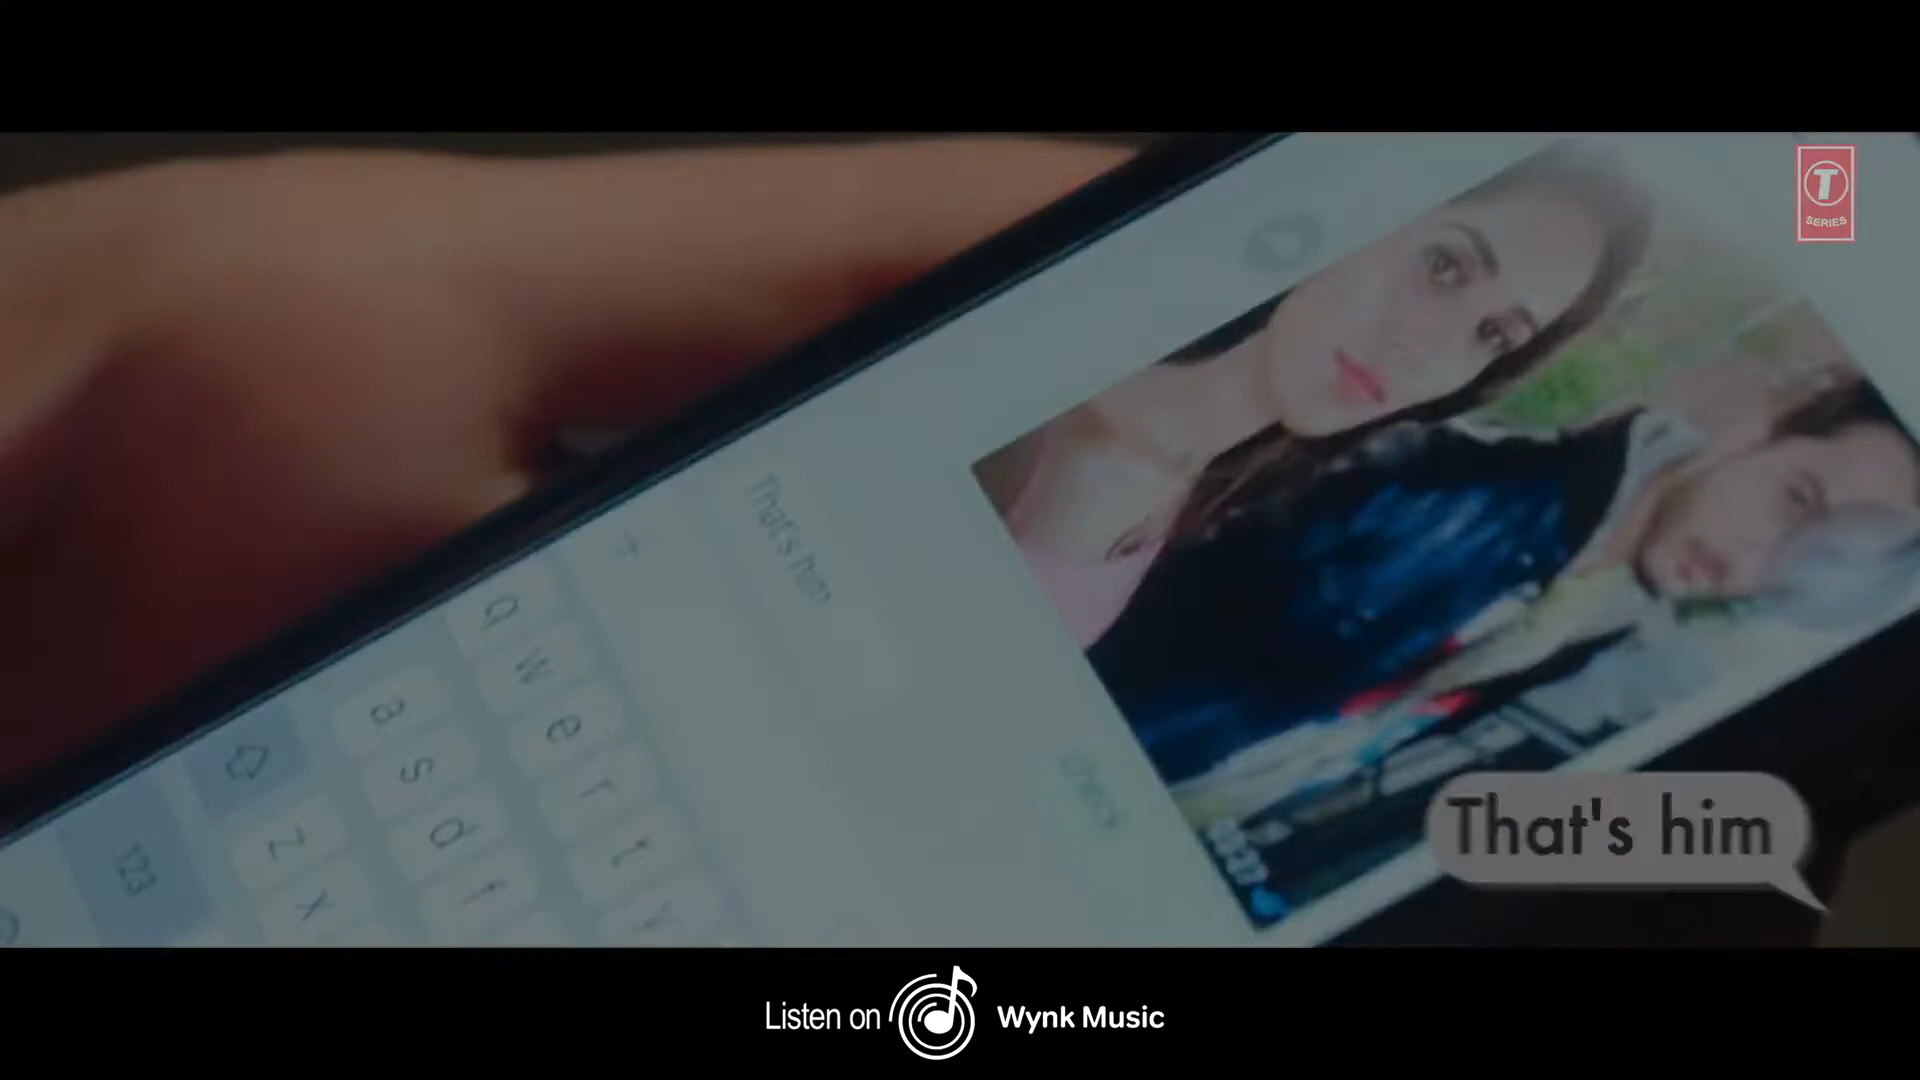 T
SERIES
That's him
+
q w e r t y
a s d f
z x
123
That's him
Listen on Wynk Music